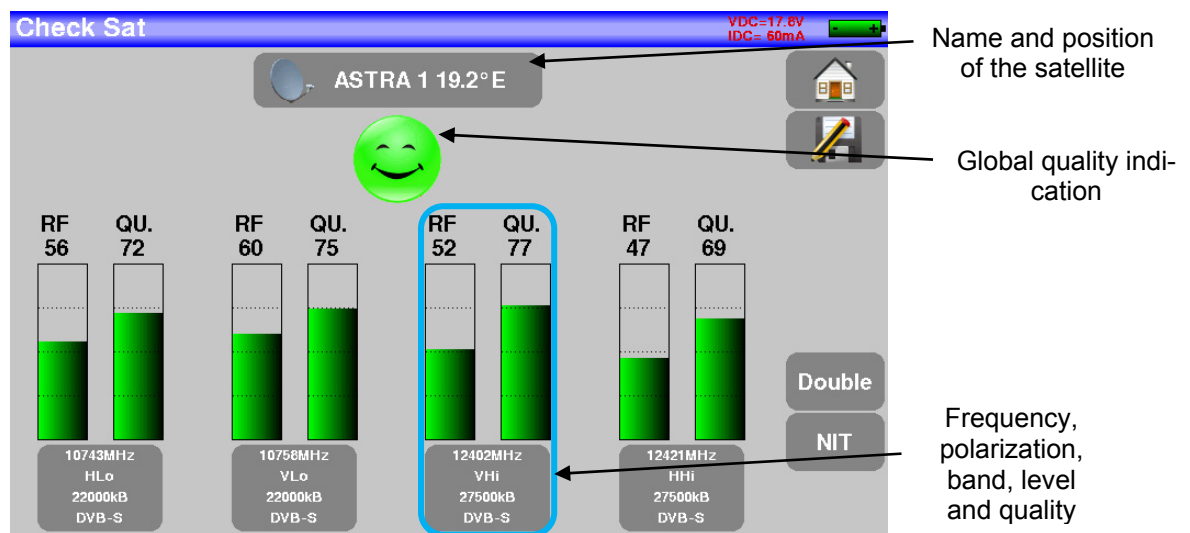 Check Sat
VDC=17.8V
IDC= 60mA
- +
Name and position
of the satellite
ASTRA 1 19.2° E
Global quality indi-
cation
RF QU. RF QU. RF QU. RF QU.
56 72 60 75 52 77 47 69
Double
NIT
10743MHz
HLo
22000kB
DVB-S
10758MHz
VLo
22000kB
DVB-S
12402MHz
VHi
27500kB
DVB-S
12421MHz
HHi
27500kB
DVB-S
Frequency,
polarization,
band, level
and quality